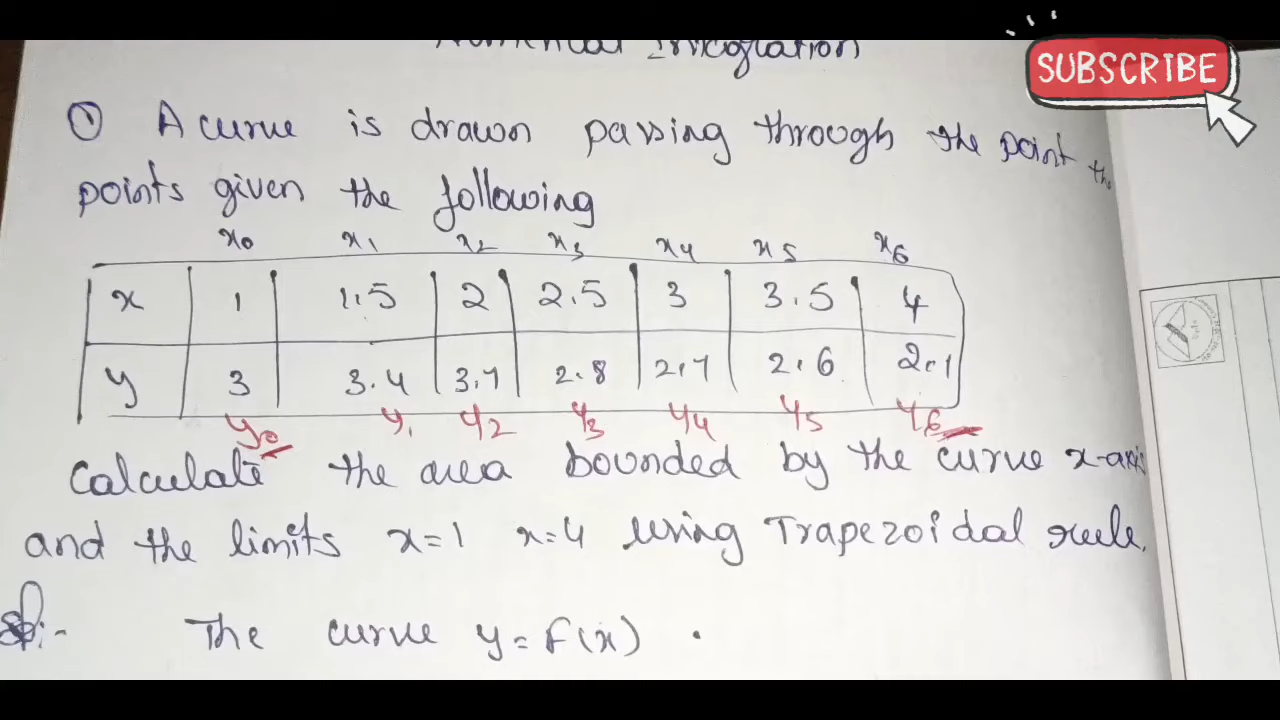 SUBSCRIBE
Integration
① A curve is drawn passing through the point the
points given the following
x₀ x₁ x₂ x₃ x₄ x₅ x₆
x 1 1.5 2 2.5 3 3.5 4
y 3 3.4 3.7 2.8 2.7 2.6 2.1
y₀ y₁ y₂ y₃ y₄ y₅ y₆
Calculate the area bounded by the curve x-axis
and the limits x=1 x=4 using Trapezoidal rule.
Sol:- The curve y=f(x)